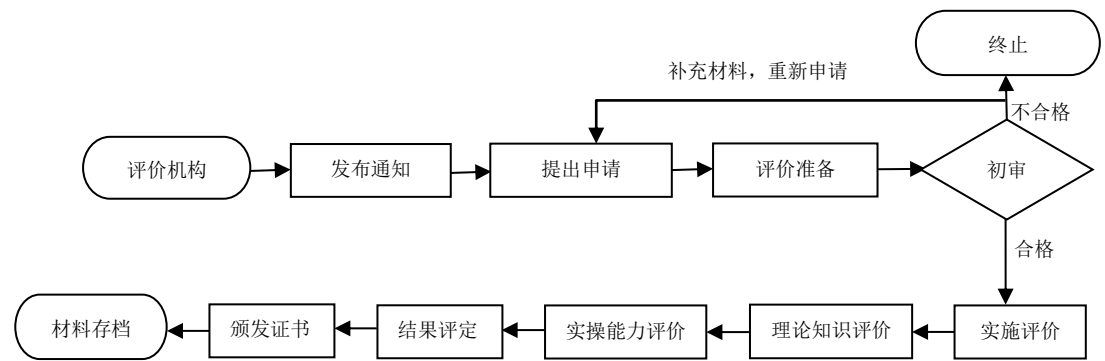 终止
补充材料，重新申请
不合格
评价机构
发布通知
提出申请
评价准备
初审
合格
材料存档
颁发证书
结果评定
实操能力评价
理论知识评价
实施评价